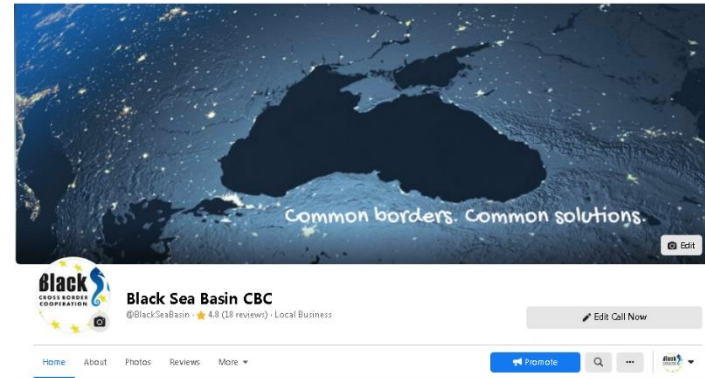 Common borders. Common solutions.
Edit
Black
CROSS BORDER
COOPERATION
Black Sea Basin CBC
@BlackSeaBasin · 4.8 (18 reviews) · Local Business
Edit Call Now
Home About Photos Reviews More
Promote